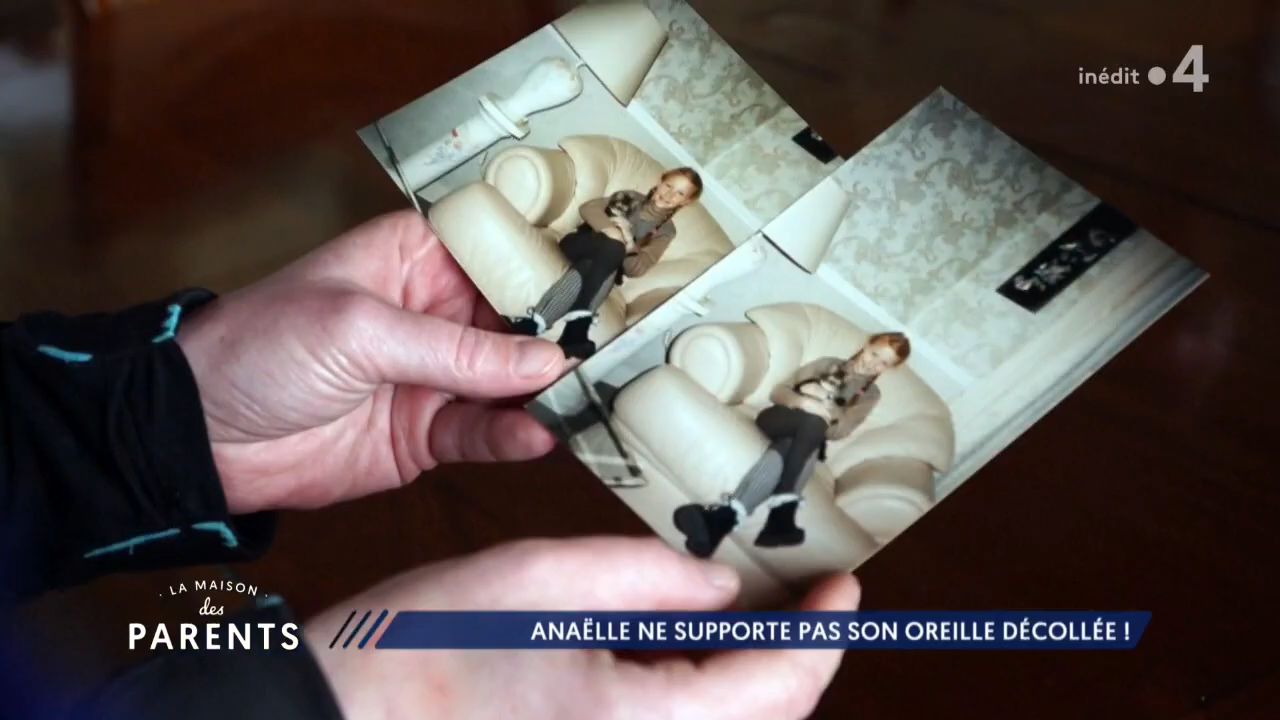 inédit 4
· LA MAISON ·
des
PARENTS
ANAËLLE NE SUPPORTE PAS SON OREILLE DÉCOLLÉE !